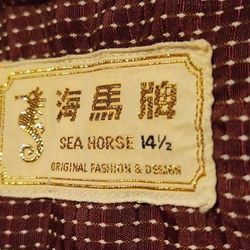 海馬牌
SEA HORSE 14½
ORIGINAL FASHION & DESIGN